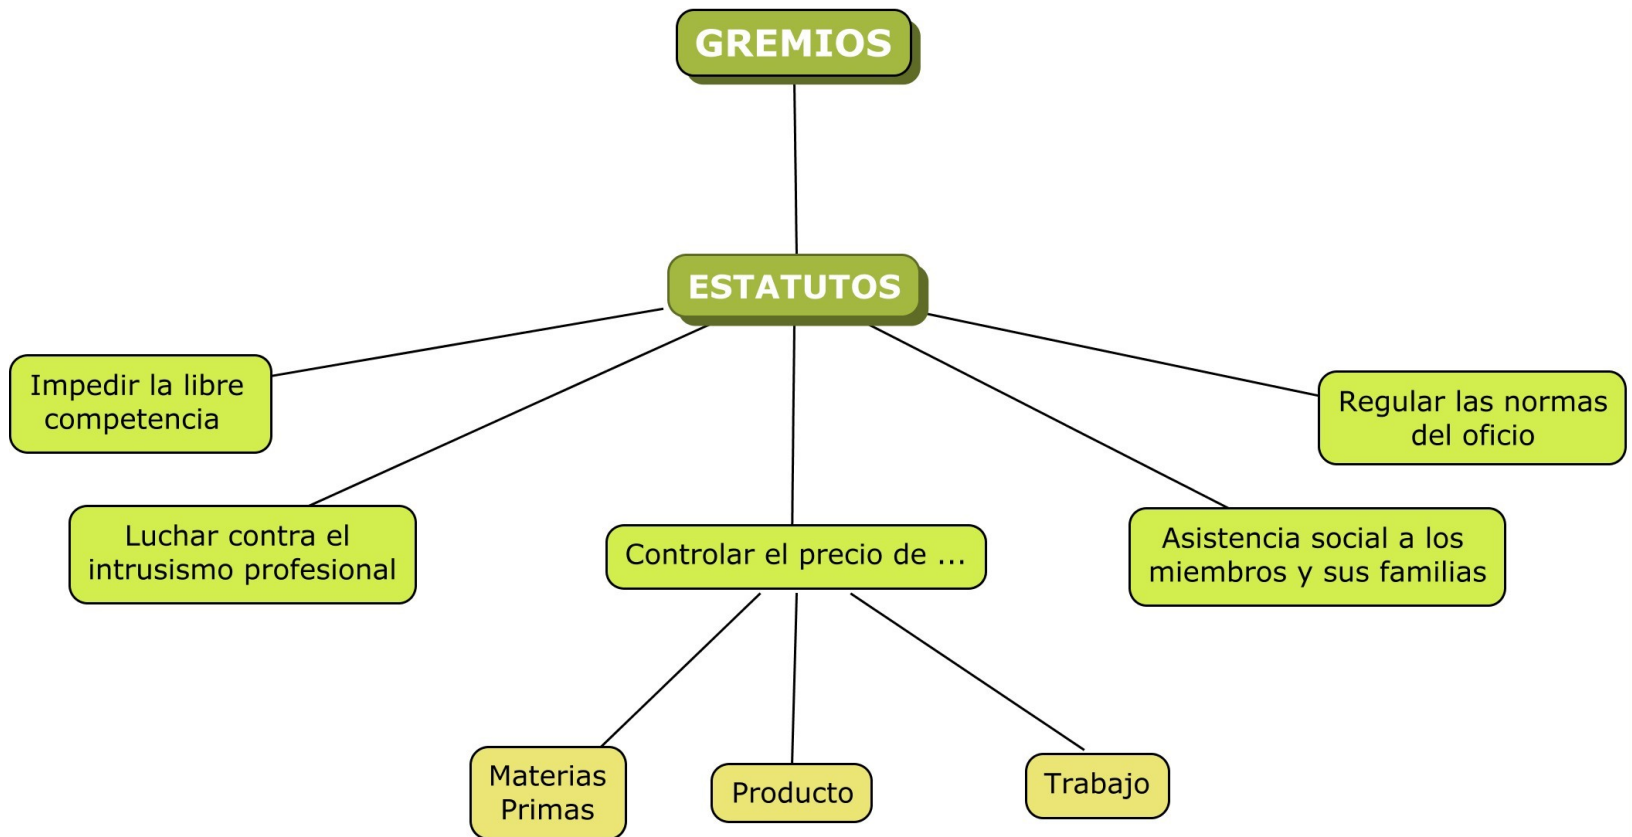 GREMIOS
ESTATUTOS
Impedir la libre
competencia
Regular las normas
del oficio
Luchar contra el
intrusismo profesional
Controlar el precio de ...
Asistencia social a los
miembros y sus familias
Materias
Primas
Producto
Trabajo